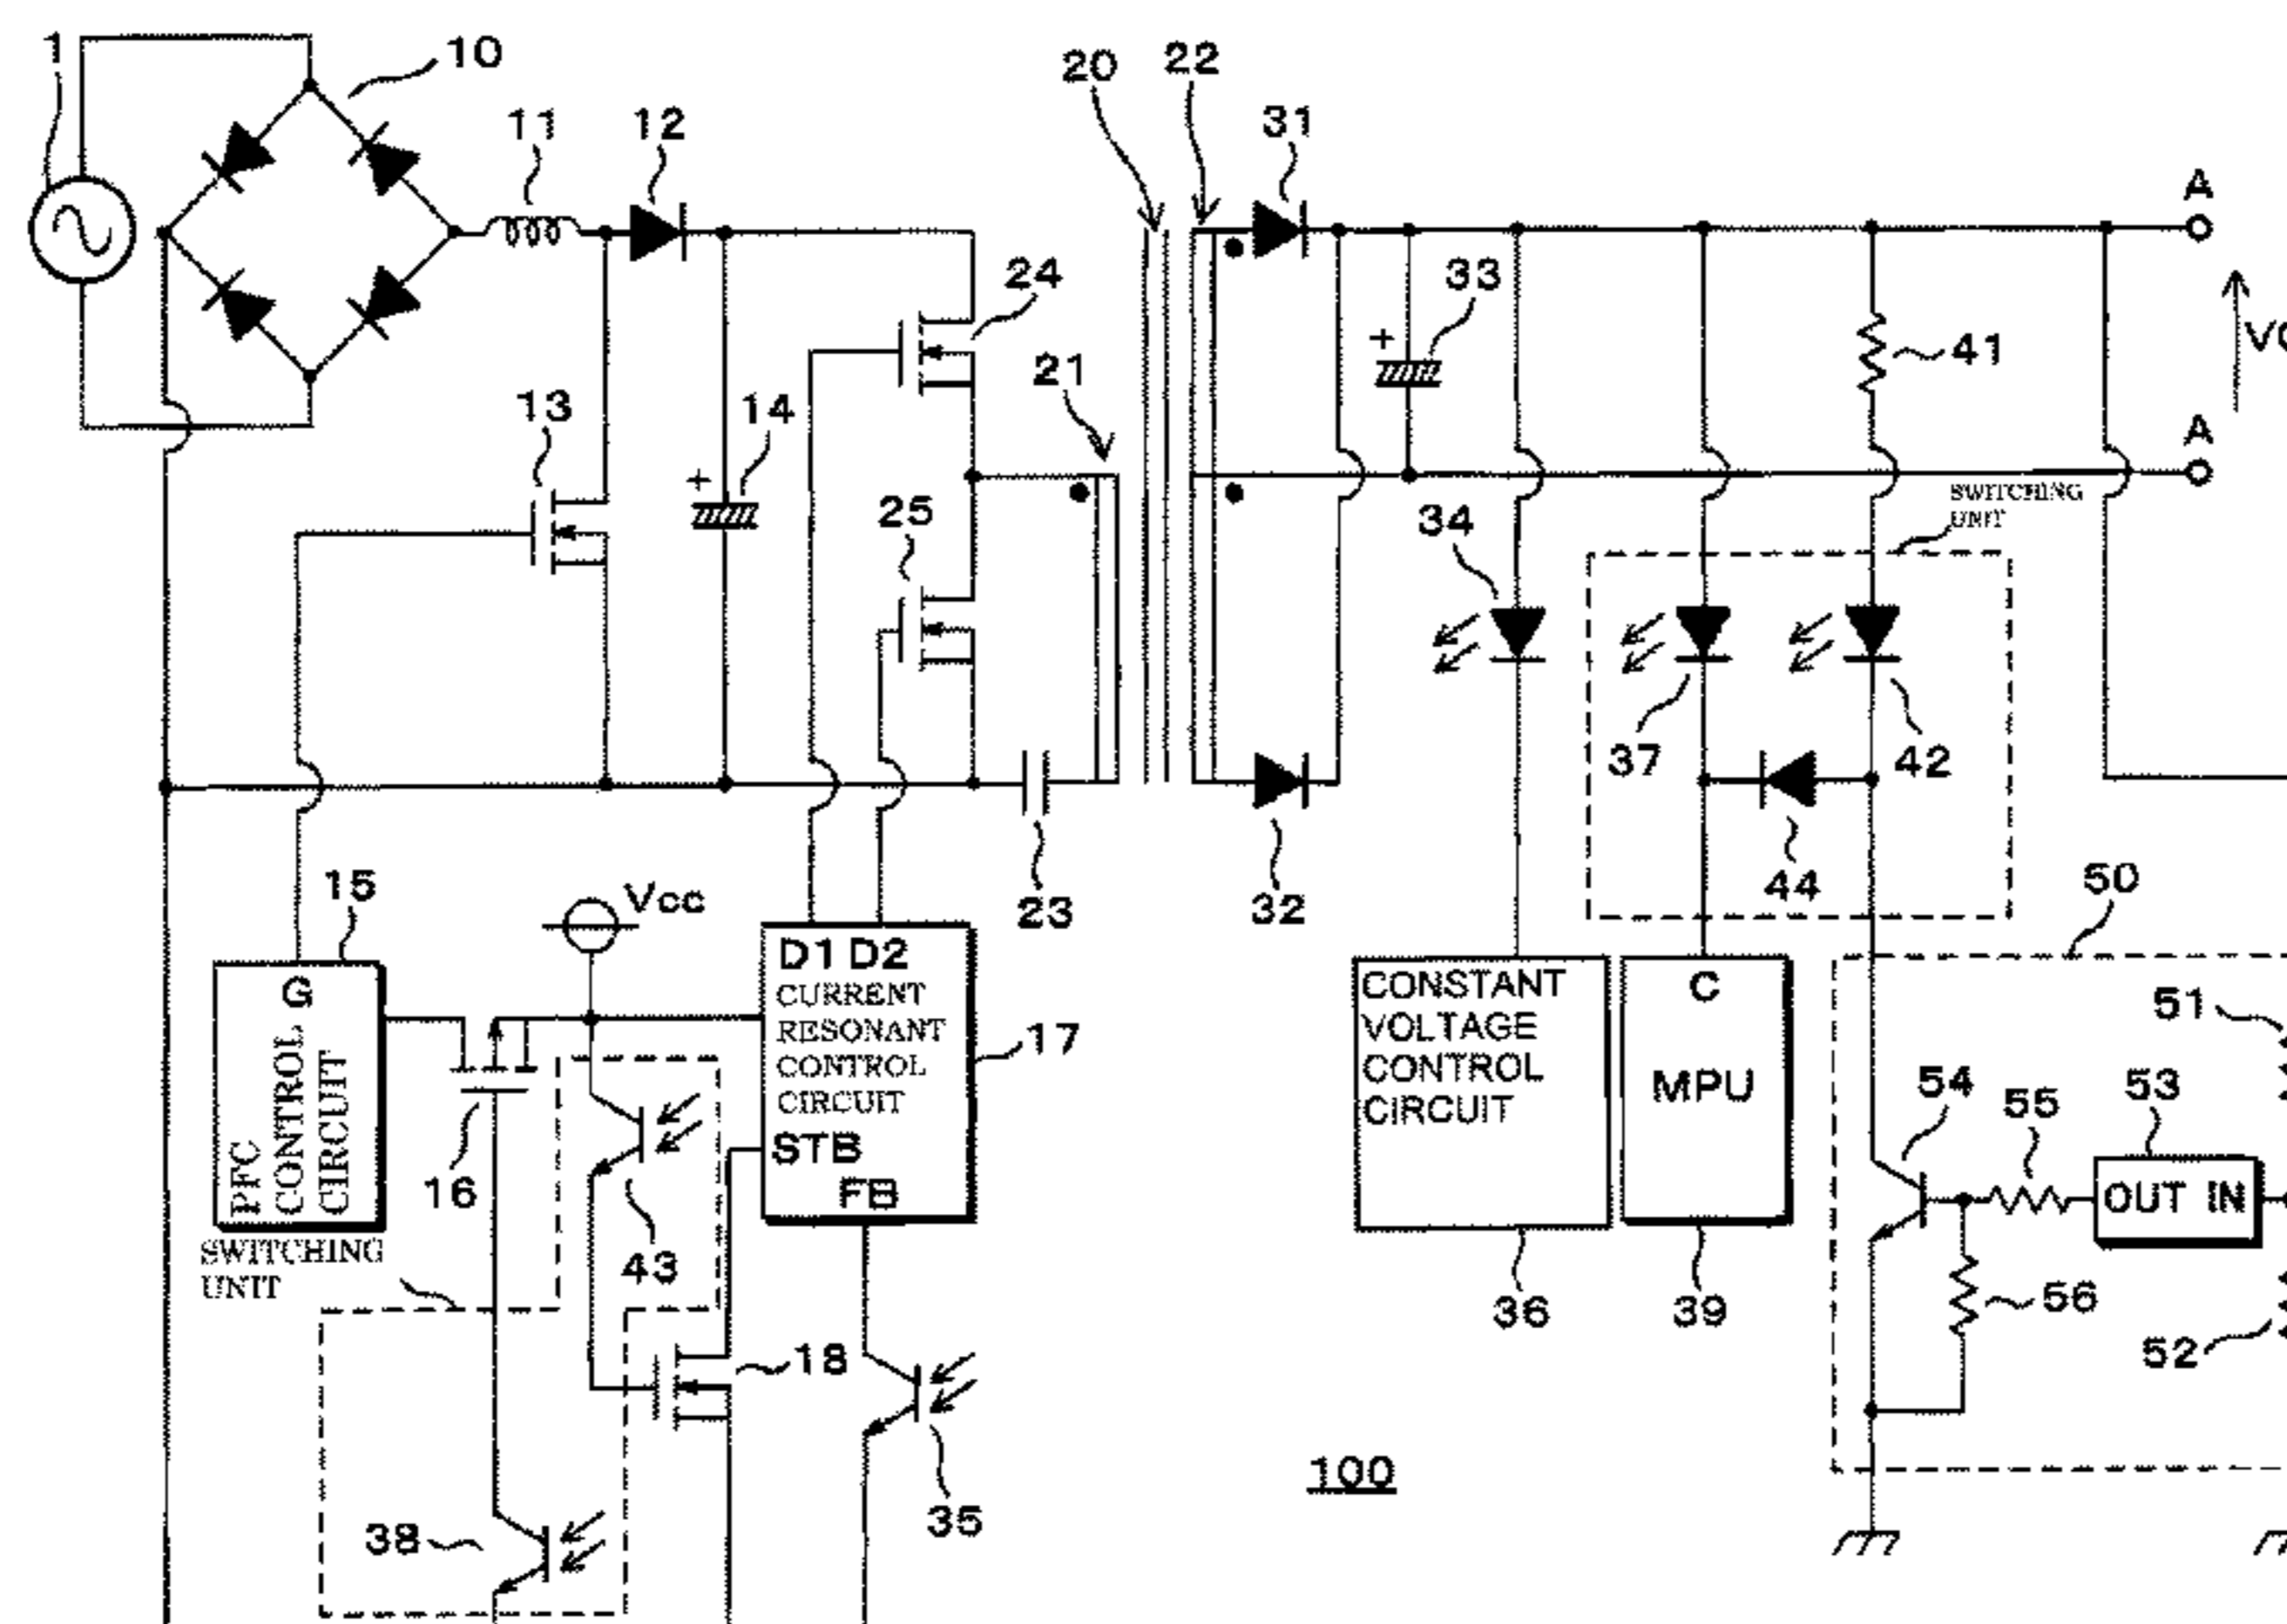 1
10
11
12
20
22
31
A
24
33
VO
41
21
13
14
A
SWITCHING
UNIT
25
34
37
42
15
Vcc
23
32
44
50
G
D1 D2
CURRENT
RESONANT
CONTROL
CIRCUIT
STB
FB
17
PFC
CONTROL
CIRCUIT
CONSTANT
VOLTAGE
CONTROL
CIRCUIT
C
MPU
51
54
55
53
OUT IN
16
43
SWITCHING
UNIT
36
39
56
52
18
100
35
38